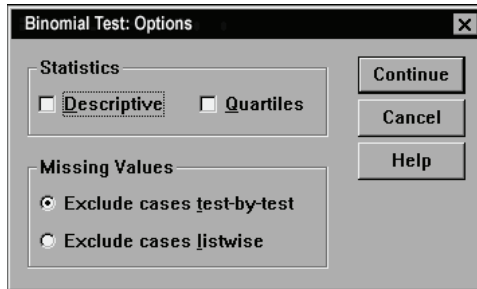 Binomial Test: Options
Statistics
Descriptive
Quartiles
Missing Values
Exclude cases test-by-test
Exclude cases listwise
Continue
Cancel
Help